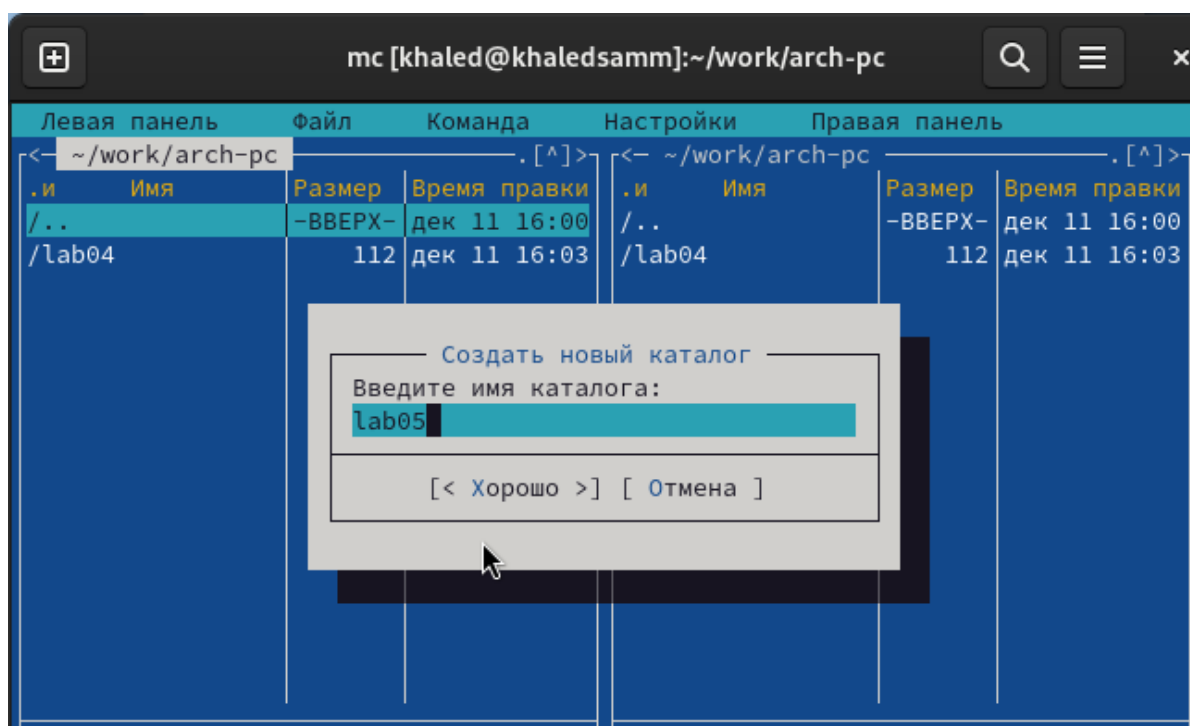 mc [khaled@khaledsamm]:~/work/arch-pc
Левая панель Файл Команда Настройки Правая панель
<— ~/work/arch-pc .[^]> <— ~/work/arch-pc .[^]>
.и Имя Размер Время правки .и Имя Размер Время правки
/.. -ВВЕРХ- дек 11 16:00 /.. -ВВЕРХ- дек 11 16:00
/lab04 112 дек 11 16:03 /lab04 112 дек 11 16:03
Создать новый каталог
Введите имя каталога:
lab05
[< Хорошо >] [ Отмена ]